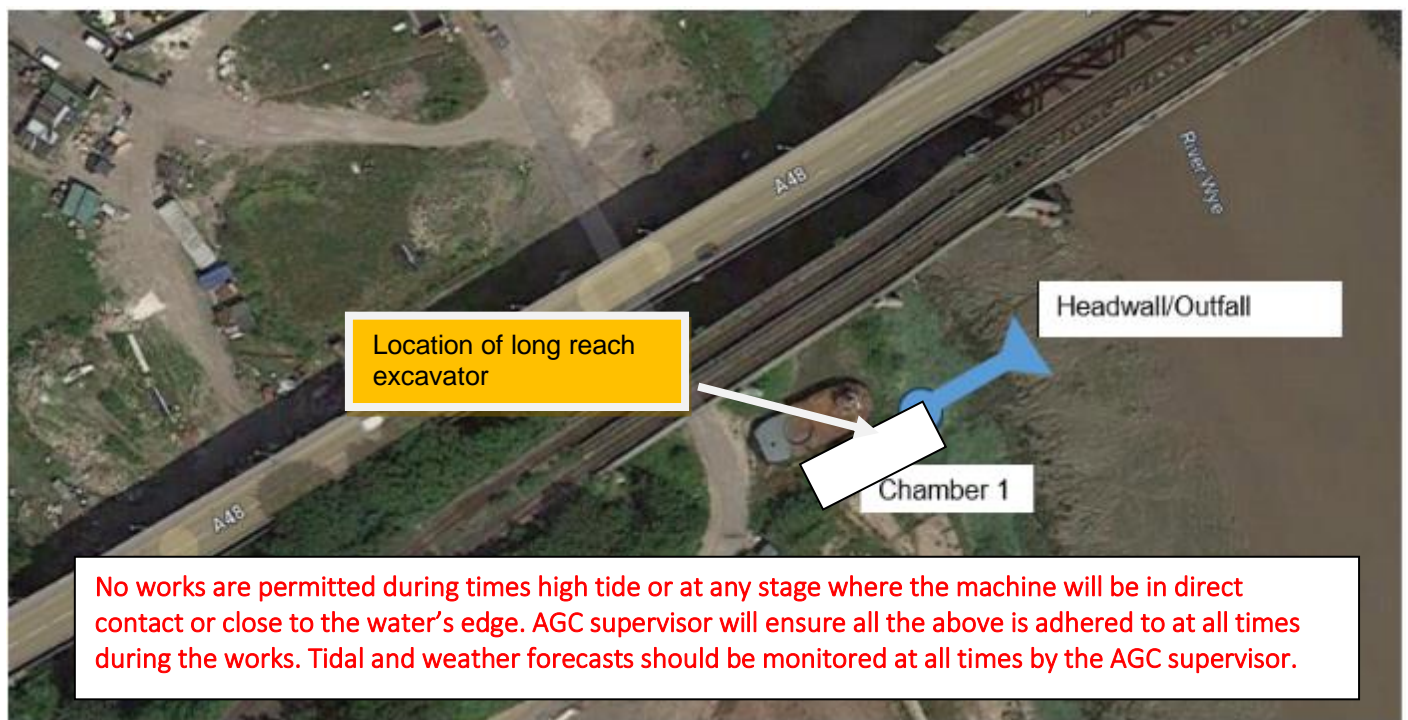 A48
River Wye
Headwall/Outfall
Location of long reach
excavator
Chamber 1
A48
No works are permitted during times high tide or at any stage where the machine will be in direct
contact or close to the water's edge. AGC supervisor will ensure all the above is adhered to at all times
during the works. Tidal and weather forecasts should be monitored at all times by the AGC supervisor.